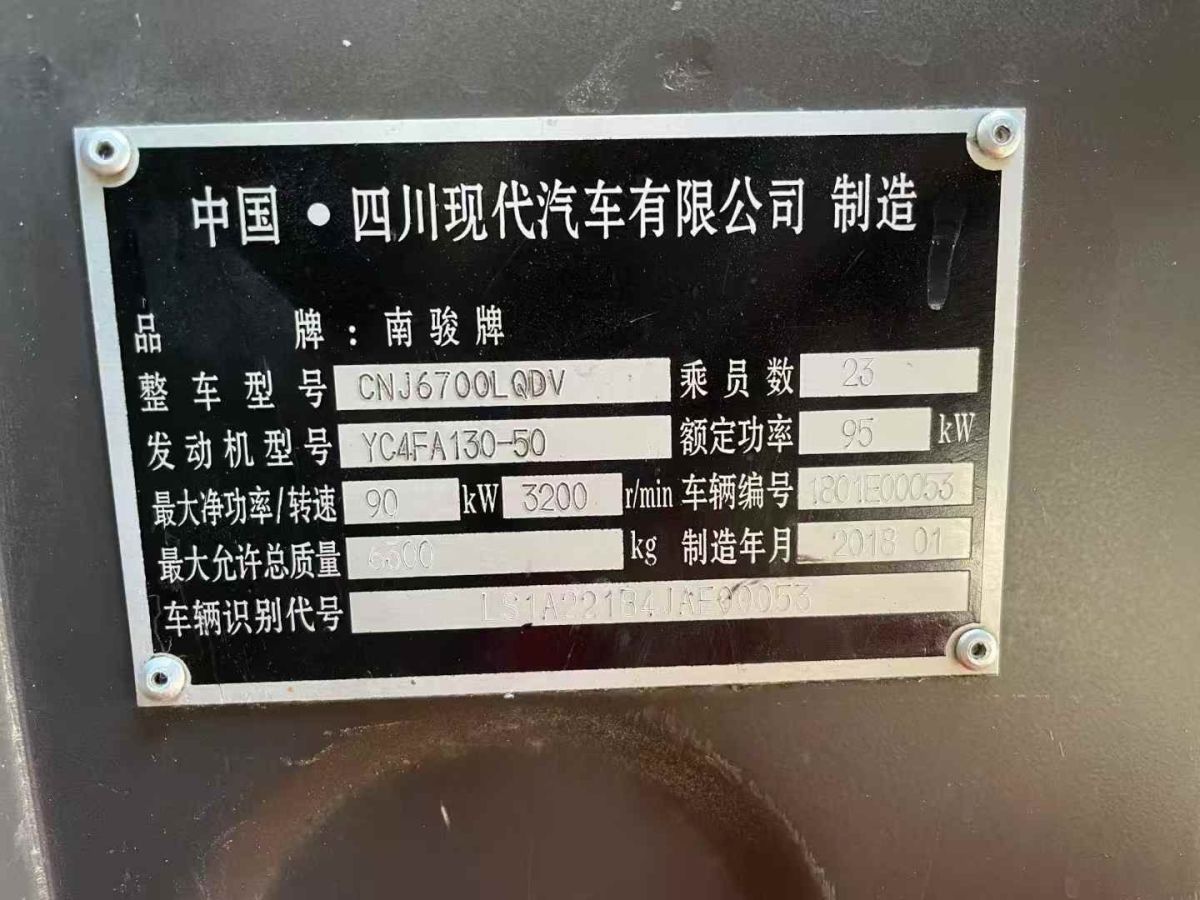 中国·四川现代汽车有限公司 制造
品 牌：南骏牌
整车型号 CNJ6700LQDV 乘员数 23
发动机型号 YC4FA130-50 额定功率 95 kW
最大净功率/转速 90 kW 3200 r/min 车辆编号 1801E00053
最大允许总质量 6500 kg 制造年月 2018 01
车辆识别代号 LS1A221B4JAE00053